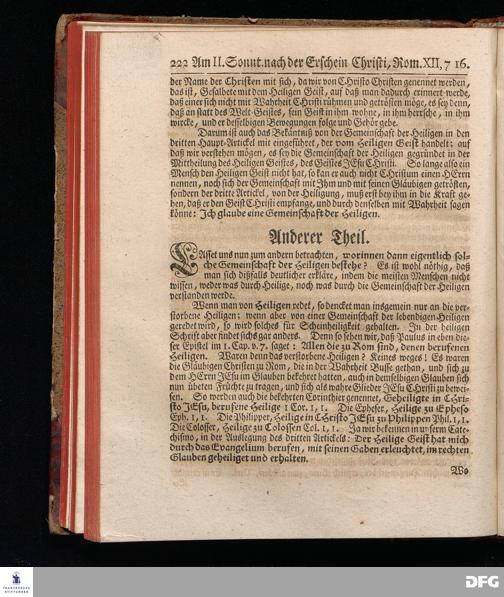 222 Am II. Sonnt. nach der Erschein Christi, Rom. XII, 7 16.
der Name der Christen mit sich, da wir von CHristo Christen genennet werden,
das ist, Gesalbete mit dem Heiligen Geist, auf daß man dadurch erinnert werde,
daß einer sich nicht mit Wahrheit CHristi rühmen und getrösten möge, es sey denn,
daß an statt des Welt-Geistes, sein Geist in ihm wohne, in ihm herrsche, in ihm
wircke, und er desselbigen Bewegungen folge und Gehör gebe.
Darum ist auch das Bekäntniß von der Gemeinschaft der Heiligen in den
dritten Haupt-Artickel mit eingeführet, der vom Heiligen Geist handelt: auf
daß wir verstehen mögen, es sey die Gemeinschaft der Heiligen gegründet in der
Mittheilung des Heiligen Geistes, des Geistes JEsu CHristi. So lange also ein
Mensch den Heiligen Geist nicht hat, so kan er auch nicht CHristum einen HErrn
nennen, noch sich der Gemeinschaft mit Ihm und mit seinen Gläubigen getrösten,
sondern der dritte Articul, von der Heiligung, muß erst bey ihm in die Kraft ge-
hen, daß er den Geist CHristi empfange, und durch denselben mit Wahrheit sagen
könne: Ich glaube eine Gemeinschaft der Heiligen.
Anderer Theil.
LAsset uns nun zum andern betrachten, worinnen dann eigentlich sol-
che Gemeinschaft der Heiligen bestehe? Es ist wohl nöthig, daß
man sich dißfalls deutlicher erkläre, indem die meisten Menschen nicht
wissen, weder was durch Heilige, noch was durch die Gemeinschaft der Heiligen
verstanden werde.
Wenn man von Heiligen redet, so dencket man insgemein nur an die ver-
storbene Heiligen; wenn aber von einer Gemeinschaft der lebendigen Heiligen
geredet wird, so wird solches für Scheinheiligkeit gehalten. In der heiligen
Schrift aber findet sichs gar anders. Denn so sehen wir, daß Paulus in eben die-
ser Epistel im 1. Cap. v. 7. saget: Allen die zu Rom sind, denen beruffenen
Heiligen. Waren denn das verstorbene Heiligen? Keines weges! Es waren
die Gläubigen Christen zu Rom, die in der Wahrheit Busse gethan, und sich zu
dem HErrn JEsu im Glauben bekehret hatten, auch in demselbigen Glauben sich
nun übeten Früchte zu tragen, und sich als wahre Glieder JEsu CHristi zu bewei-
sen. So werden auch die bekehrten Corinthier genennet, Geheiligte in CHri-
sto JEsu, beruffene Heilige 1 Cor. 1, 1. Die Epheser, Heilige zu Epheso
Eph. 1, 1. Die Philipper, Heilige in CHristo JEsu zu Philippen Phil. 1, 1.
Die Colosser, Heilige zu Colossen Col. 1, 1. Ja wir bekennen in unserm Cate-
chismo, in der Auslegung des dritten Artickels: Der Heilige Geist hat mich
durch das Evangelium berufen, mit seinen Gaben erleuchtet, im rechten
Glauben geheiliget und erhalten.
Wo
FRANCKESCHE
STIFTUNGEN
DFG